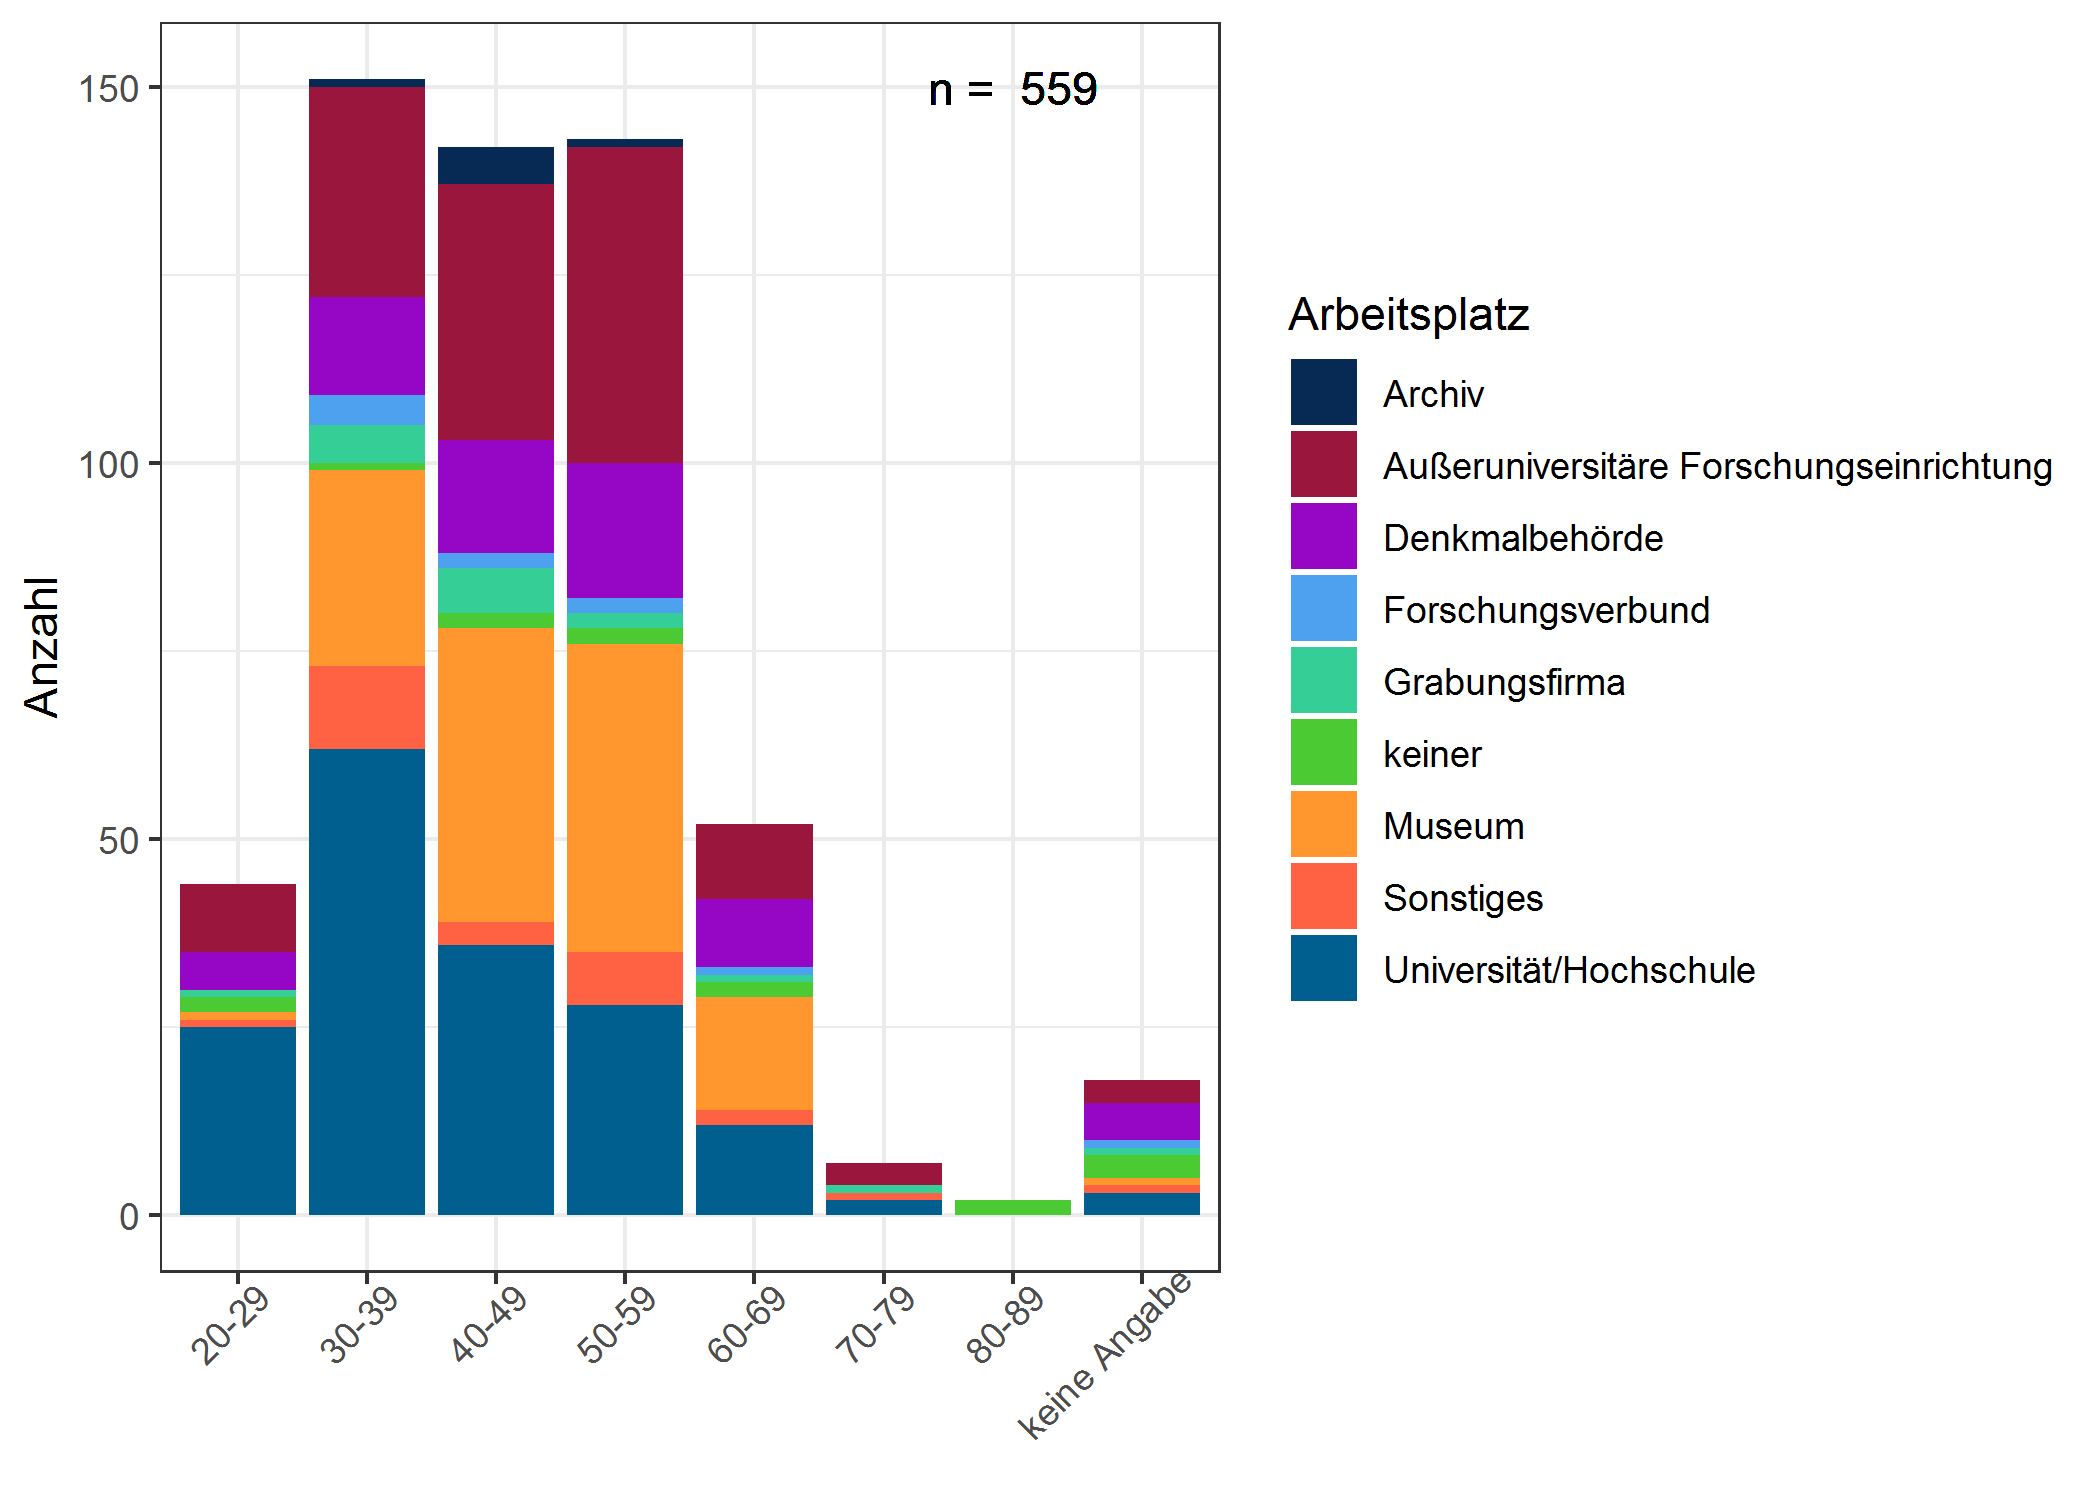 n =  559
150
100
50
0
Anzahl
20-29
30-39
40-49
50-59
60-69
70-79
80-89
keine Angabe
Arbeitsplatz
Archiv
Außeruniversitäre Forschungseinrichtung
Denkmalbehörde
Forschungsverbund
Grabungsfirma
keiner
Museum
Sonstiges
Universität/Hochschule